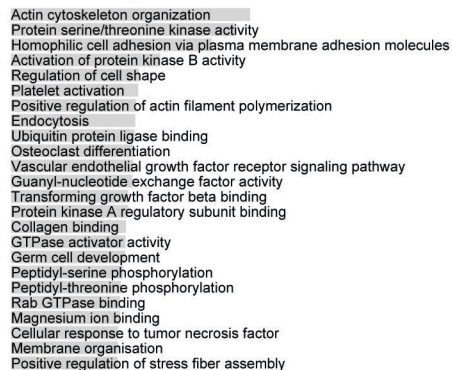 Actin cytoskeleton organization
Protein serine/threonine kinase activity
Homophilic cell adhesion via plasma membrane adhesion molecules
Activation of protein kinase B activity
Regulation of cell shape
Platelet activation
Positive regulation of actin filament polymerization
Endocytosis
Ubiquitin protein ligase binding
Osteoclast differentiation
Vascular endothelial growth factor receptor signaling pathway
Guanyl-nucleotide exchange factor activity
Transforming growth factor beta binding
Protein kinase A regulatory subunit binding
Collagen binding
GTPase activator activity
Germ cell development
Peptidyl-serine phosphorylation
Peptidyl-threonine phosphorylation
Rab GTPase binding
Magnesium ion binding
Cellular response to tumor necrosis factor
Membrane organisation
Positive regulation of stress fiber assembly